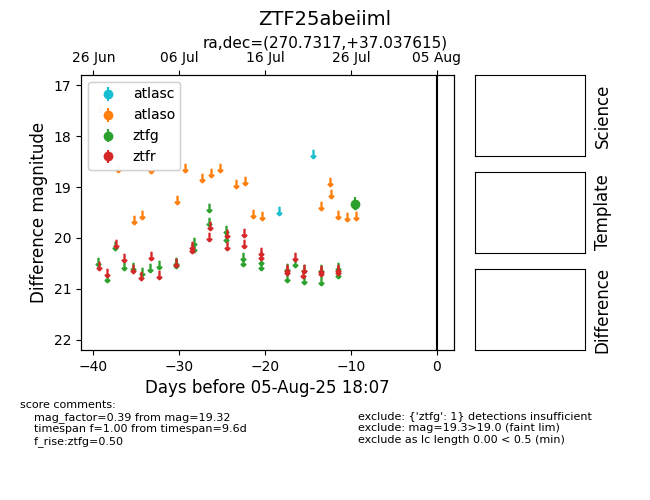 ZTF25abeiiml
ra,dec=(270.7317,+37.037615)
26 Jun 06 Jul 16 Jul 26 Jul 05 Aug
atlasc
atlaso
ztfg
ztfr
17
18
19
20
21
22
Difference magnitude
−40 −30 −20 −10 0
Days before 05-Aug-25 18:07
Science
Template
Difference
score comments:
mag_factor=0.39 from mag=19.32
timespan f=1.00 from timespan=9.6d
f_rise:ztfg=0.50
exclude: {'ztfg': 1} detections insufficient
exclude: mag=19.3>19.0 (faint lim)
exclude as lc length 0.00 < 0.5 (min)